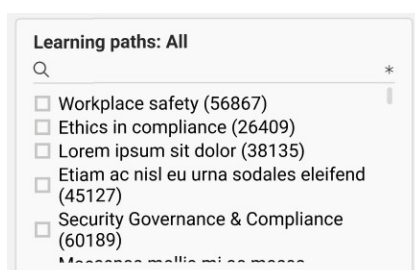 Learning paths: All
*
Workplace safety (56867)
Ethics in compliance (26409)
Lorem ipsum sit dolor (38135)
Etiam ac nisl eu urna sodales eleifend
(45127)
Security Governance & Compliance
(60189)